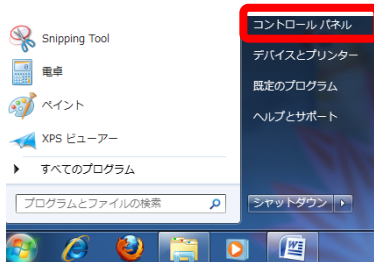 Snipping Tool
電卓
ペイント
XPS ビューアー
すべてのプログラム
プログラムとファイルの検索
コントロール パネル
デバイスとプリンター
既定のプログラム
ヘルプとサポート
シャットダウン